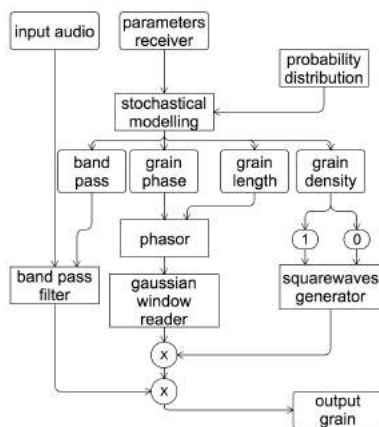 input audio
parameters
receiver
probability
distribution
stochastical
modelling
band
pass
grain
phase
grain
length
grain
density
1
0
phasor
band pass
filter
gaussian
window
reader
squarewaves
generator
x
x
output
grain